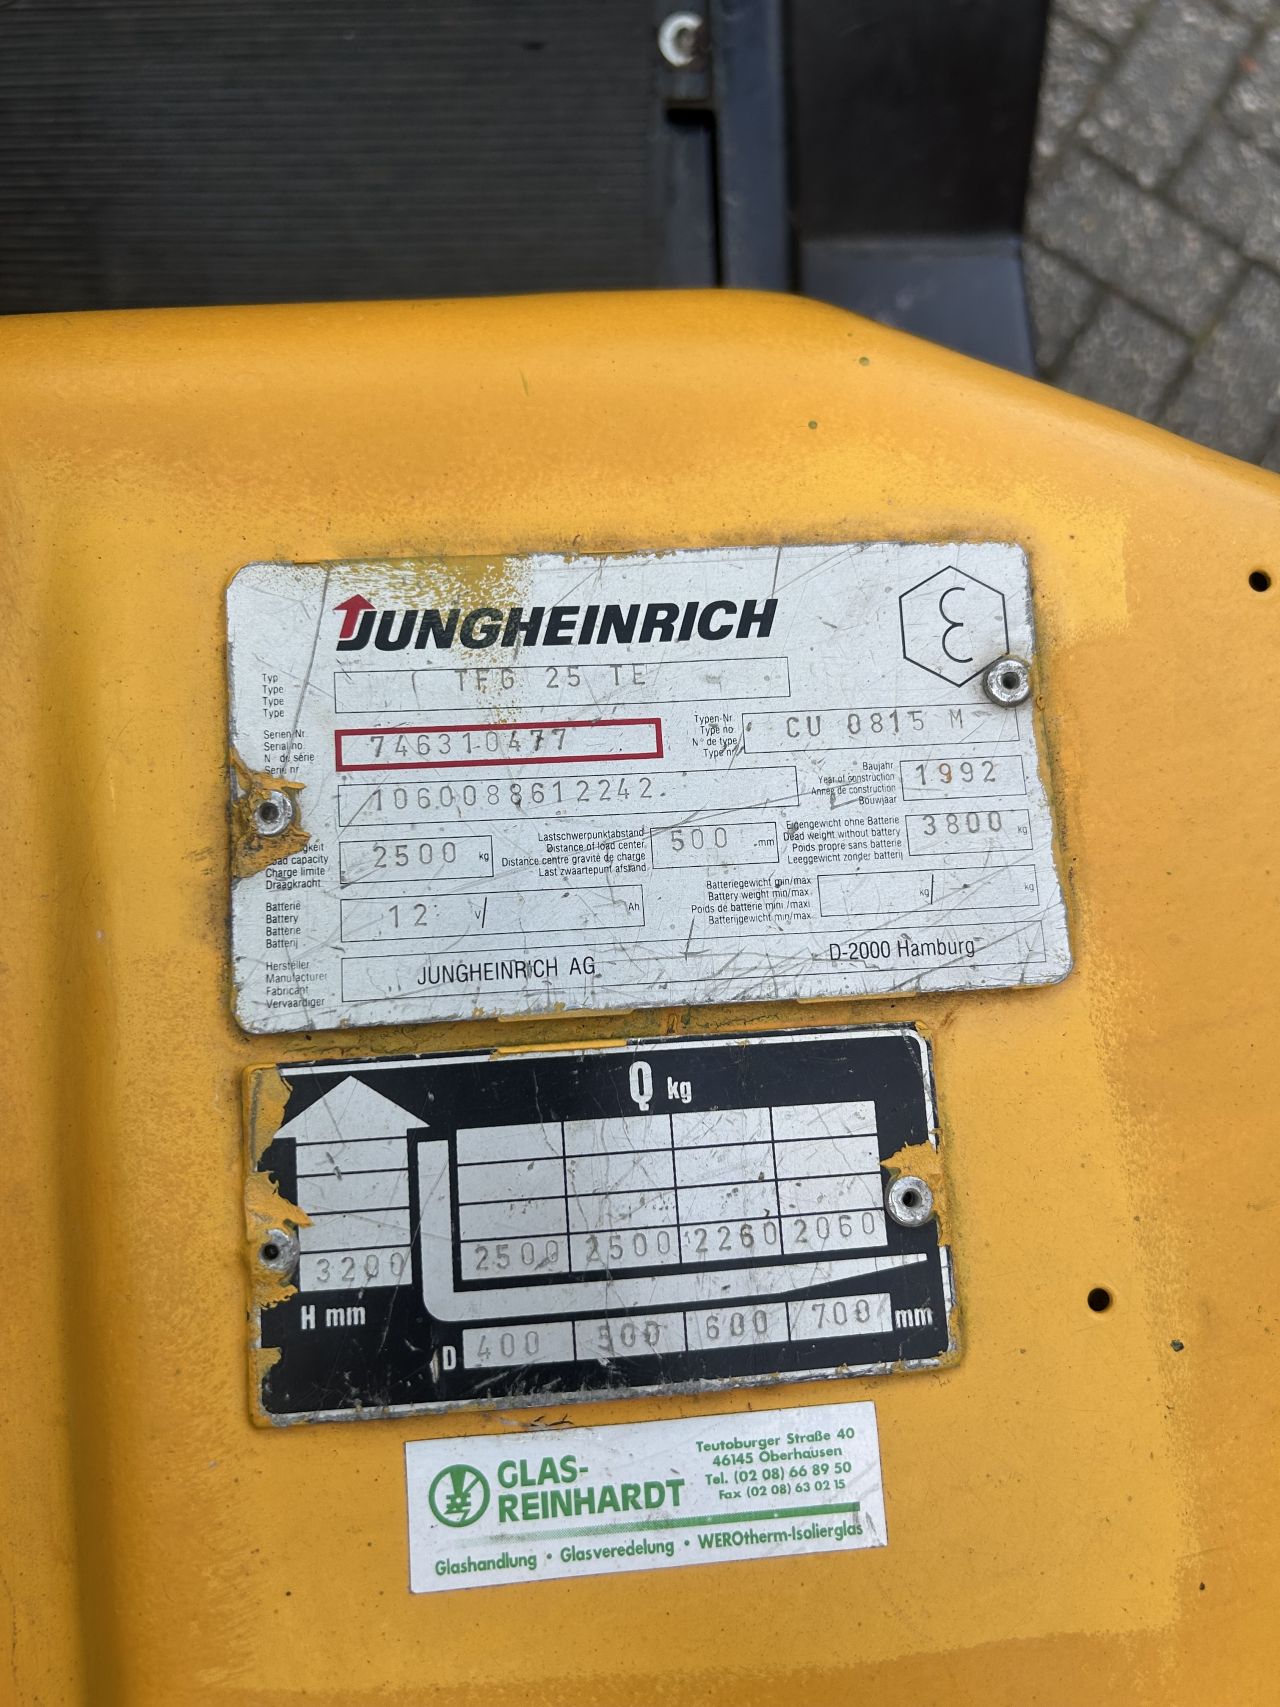 JUNGHEINRICH
Typ
Type
Type
Type
TFG 25 TE
Serien-Nr.
Serial no.
N° de série
Serie nr.
74631.0477
Typen-Nr.
Type no.
N° de type
Type nr.
CU 0815 M
1060088612242.
Baujahr
Year of construction
Année de construction
Bouwjaar
1992
Load capacity
Charge limite
Draagkracht
2500 kg
Lastschwerpunktabstand
Distance of load center
Distance centre gravité de charge
Last zwaartepunt afstand
500 mm
Eigengewicht ohne Batterie
Dead weight without battery
Poids propre sans batterie
Leeggewicht zonder batterij
3800 kg
Batterie
Battery
Batterie
Batterij
12 V/ Ah
Batteriegewicht min/max
Battery weight min/max
Poids de batterie mini/maxi
Batterijgewicht min/max
kg/ kg
Hersteller
Manufacturer
Fabricant
Vervaardiger
JUNGHEINRICH AG
D-2000 Hamburg
Q kg
3200 2500 2500 2260 2060
H mm
D 400 500 600 700 mm
GLAS-
REINHARDT
Teutoburger Straße 40
46145 Oberhausen
Tel. (02 08) 66 89 50
Fax (02 08) 63 02 15
Glashandlung • Glasveredelung • WEROtherm-Isolierglas